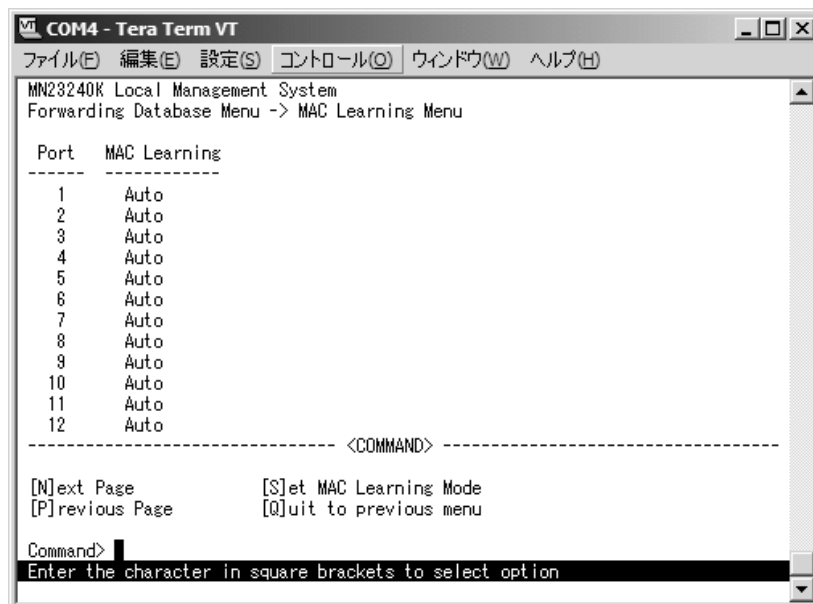 COM4 - Tera Term VT
ファイル(F) 編集(E) 設定(S) コントロール(O) ウィンドウ(W) ヘルプ(H)
MN23240K Local Management System
Forwarding Database Menu -> MAC Learning Menu
Port MAC Learning
------ ------------
1 Auto
2 Auto
3 Auto
4 Auto
5 Auto
6 Auto
7 Auto
8 Auto
9 Auto
10 Auto
11 Auto
12 Auto
-------------------------------- <COMMAND> -----------------------------------
[N]ext Page [S]et MAC Learning Mode
[P]revious Page [Q]uit to previous menu
Command>
Enter the character in square brackets to select option